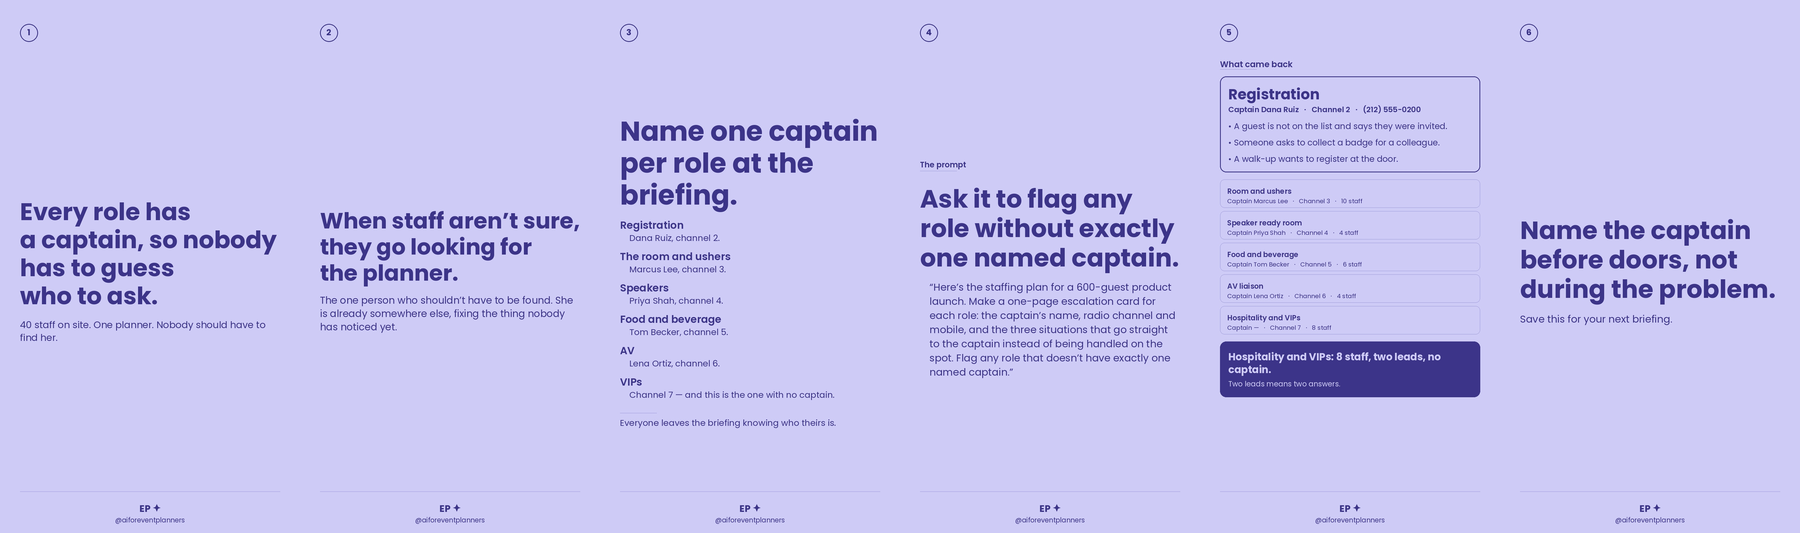 1
Every role has
a captain, so nobody
has to guess
who to ask.
40 staff on site. One planner. Nobody should have to
find her.
EP
@aiforeventplanners
2
When staff aren’t sure,
they go looking for
the planner.
The one person who shouldn’t have to be found. She
is already somewhere else, fixing the thing nobody
has noticed yet.
EP
@aiforeventplanners
3
Name one captain
per role at the
briefing.
Registration
Dana Ruiz, channel 2.
The room and ushers
Marcus Lee, channel 3.
Speakers
Priya Shah, channel 4.
Food and beverage
Tom Becker, channel 5.
AV
Lena Ortiz, channel 6.
VIPs
Channel 7 — and this is the one with no captain.
Everyone leaves the briefing knowing who theirs is.
EP
@aiforeventplanners
4
The prompt
Ask it to flag any
role without exactly
one named captain.
“Here’s the staffing plan for a 600-guest product
launch. Make a one-page escalation card for
each role: the captain’s name, radio channel and
mobile, and the three situations that go straight
to the captain instead of being handled on the
spot. Flag any role that doesn’t have exactly one
named captain.”
EP
@aiforeventplanners
5
What came back
Registration
Captain Dana Ruiz · Channel 2 · (212) 555-0200
• A guest is not on the list and says they were invited.
• Someone asks to collect a badge for a colleague.
• A walk-up wants to register at the door.
Room and ushers
Captain Marcus Lee · Channel 3 · 10 staff
Speaker ready room
Captain Priya Shah · Channel 4 · 4 staff
Food and beverage
Captain Tom Becker · Channel 5 · 6 staff
AV liaison
Captain Lena Ortiz · Channel 6 · 4 staff
Hospitality and VIPs
Captain — · Channel 7 · 8 staff
Hospitality and VIPs: 8 staff, two leads, no
captain.
Two leads means two answers.
EP
@aiforeventplanners
6
Name the captain
before doors, not
during the problem.
Save this for your next briefing.
EP
@aiforeventplanners